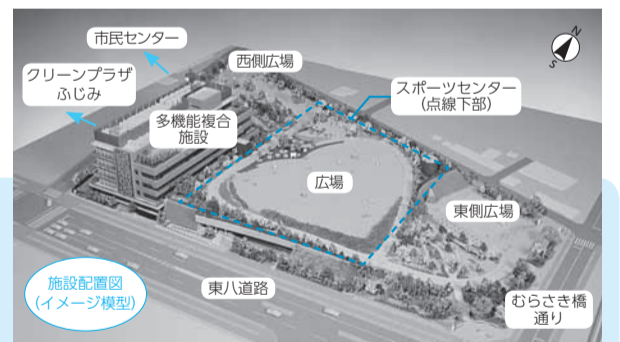 市民センター
西側広場
N
S
クリーンプラザ
ふじみ
スポーツセンター
(点線下部)
多機能複合
施設
広場
東側広場
施設配置図
(イメージ模型)
東八道路
むらさき橋
通り